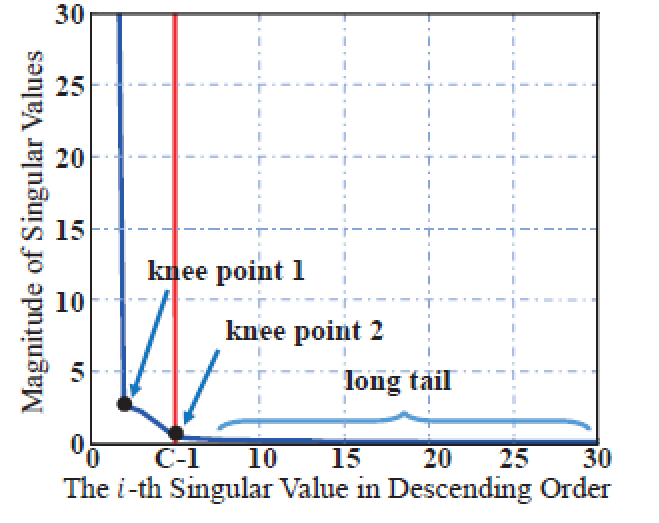 Magnitude of Singular Values
30
25
20
15
10
5
0
knee point 1
knee point 2
long tail
0 C-1 10 15 20 25 30
The i-th Singular Value in Descending Order